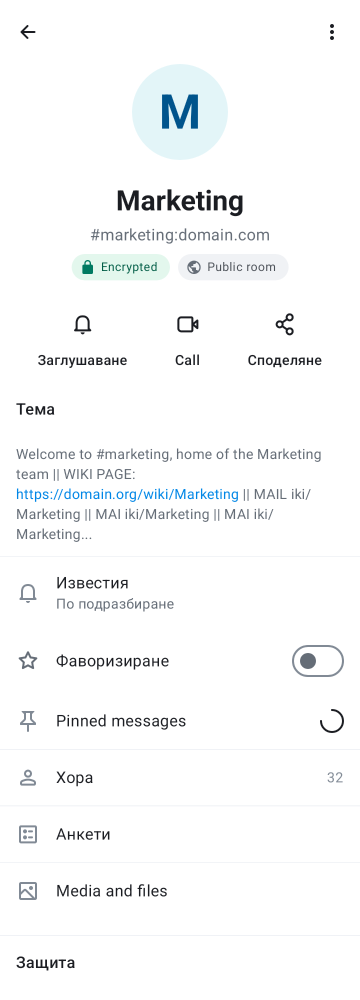 M
Marketing
#marketing:domain.com
Encrypted
Public room
Заглушаване
Call
Споделяне
Тема
Welcome to #marketing, home of the Marketing
team || WIKI PAGE:
https://domain.org/wiki/Marketing || MAIL iki/
Marketing || MAI iki/Marketing || MAI iki/
Marketing...
Известия
По подразбиране
Фаворизиране
Pinned messages
Хора
32
Анкети
Media and files
Защита